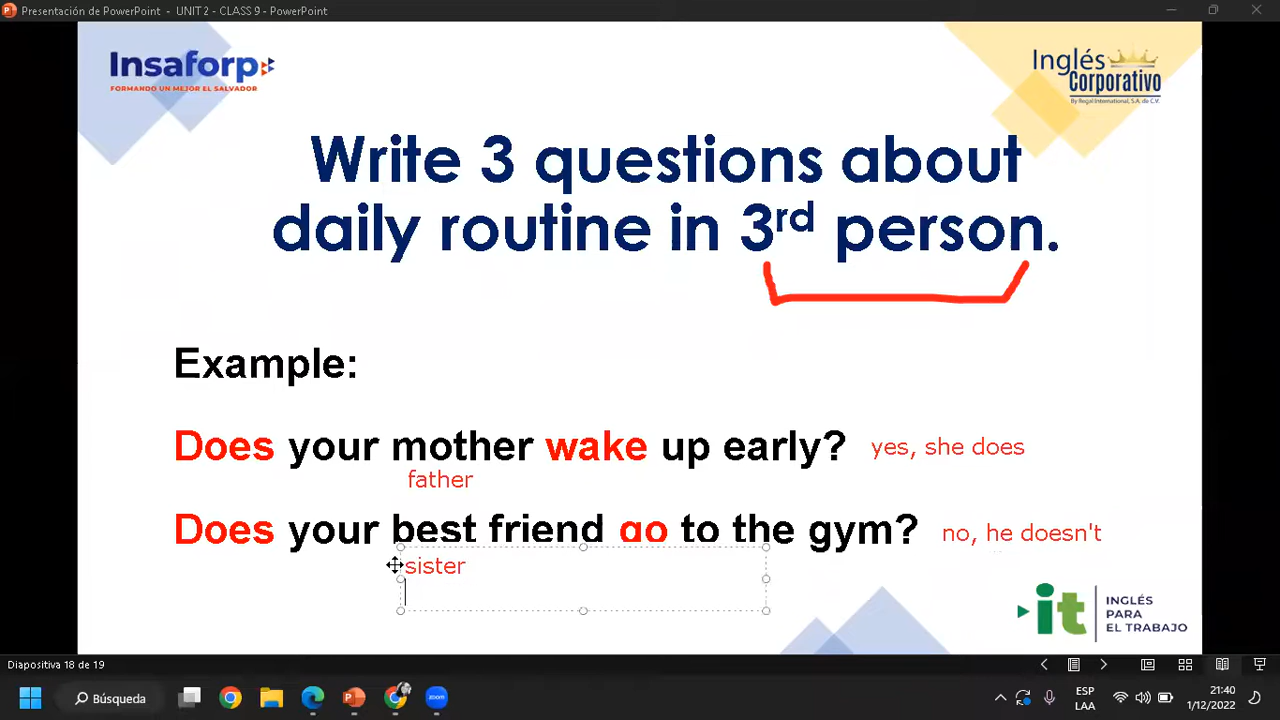 Presentación de PowerPoint - UNIT 2 - CLASS 9 - PowerPoint
Insaforp
FORMANDO UN MEJOR EL SALVADOR
Inglés
Corporativo
By Regal International, S.A. de C.V.
Write 3 questions about
daily routine in 3rd person.
Example:
Does your mother wake up early? yes, she does
father
Does your best friend go to the gym? no, he doesn't
sister
it INGLÉS
PARA
EL TRABAJO
Diapositiva 18 de 19
Búsqueda
zoom
ESP
LAA
21:40
1/12/2022